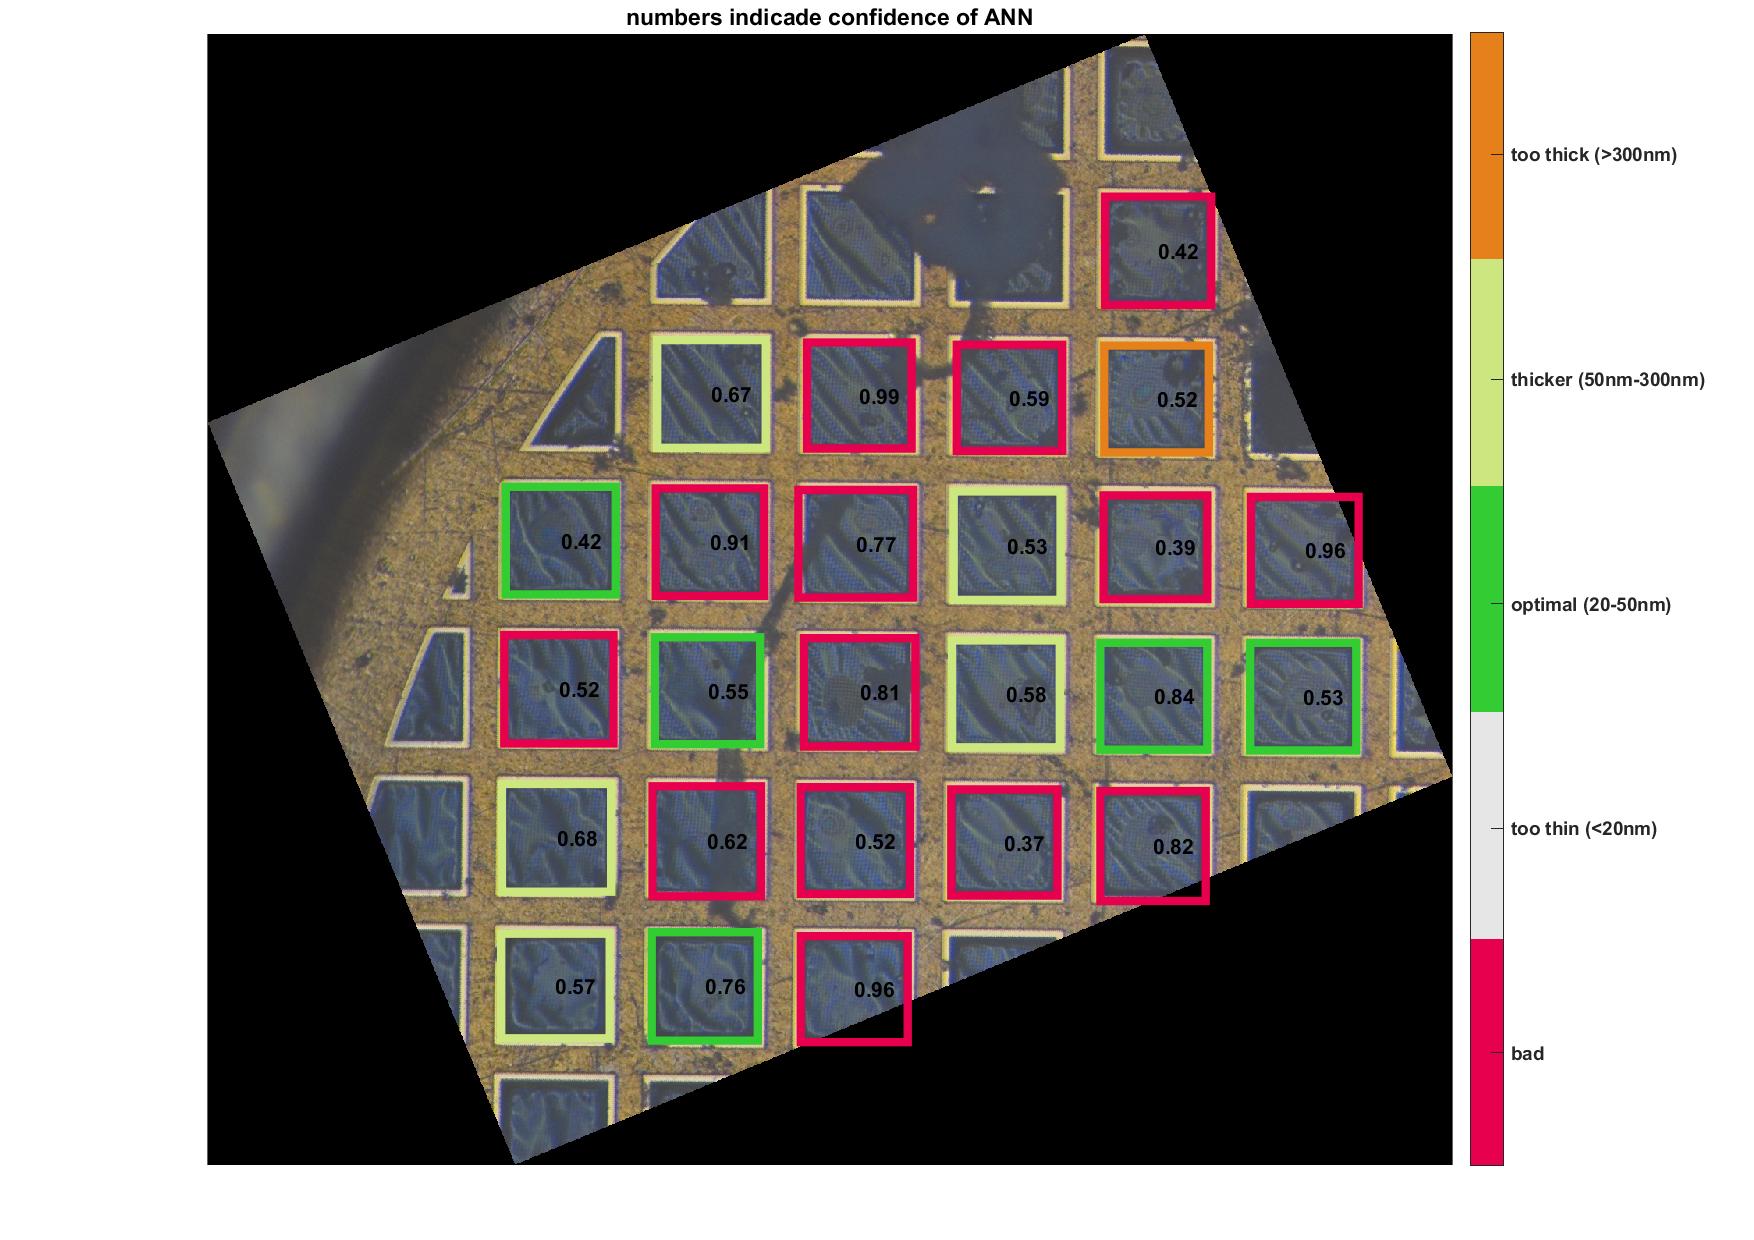 numbers indicade confidence of ANN
0.42
0.67 0.99 0.59 0.52
0.42 0.91 0.77 0.53 0.39 0.96
0.52 0.55 0.81 0.58 0.84 0.53
0.68 0.62 0.52 0.37 0.82
0.57 0.76 0.96
too thick (>300nm)
thicker (50nm-300nm)
optimal (20-50nm)
too thin (<20nm)
bad